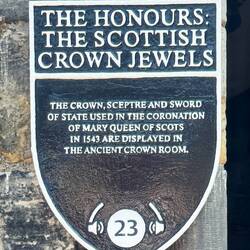 THE HONOURS:
THE SCOTTISH
CROWN JEWELS
THE CROWN, SCEPTRE AND SWORD
OF STATE USED IN THE CORONATION
OF MARY QUEEN OF SCOTS
IN 1543 ARE DISPLAYED IN
THE ANCIENT CROWN ROOM.
23